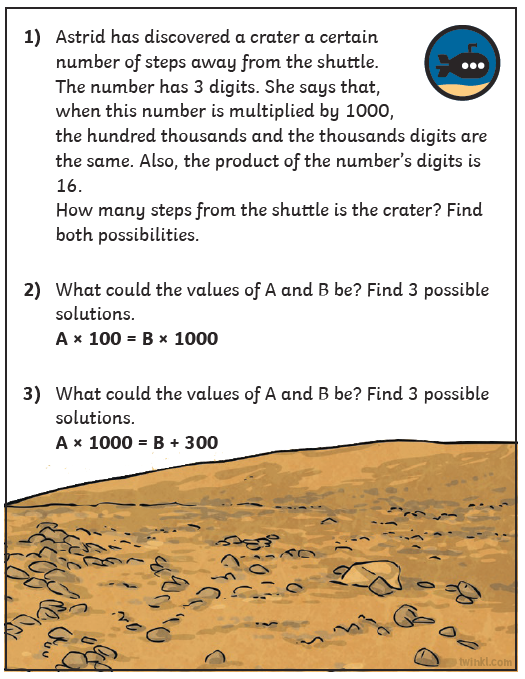 1) Astrid has discovered a crater a certain
number of steps away from the shuttle.
The number has 3 digits. She says that,
when this number is multiplied by 1000,
the hundred thousands and the thousands digits are
the same. Also, the product of the number's digits is
16.
How many steps from the shuttle is the crater? Find
both possibilities.
2) What could the values of A and B be? Find 3 possible
solutions.
A × 100 = B × 1000
3) What could the values of A and B be? Find 3 possible
solutions.
A × 1000 = B + 300
twinkl.com